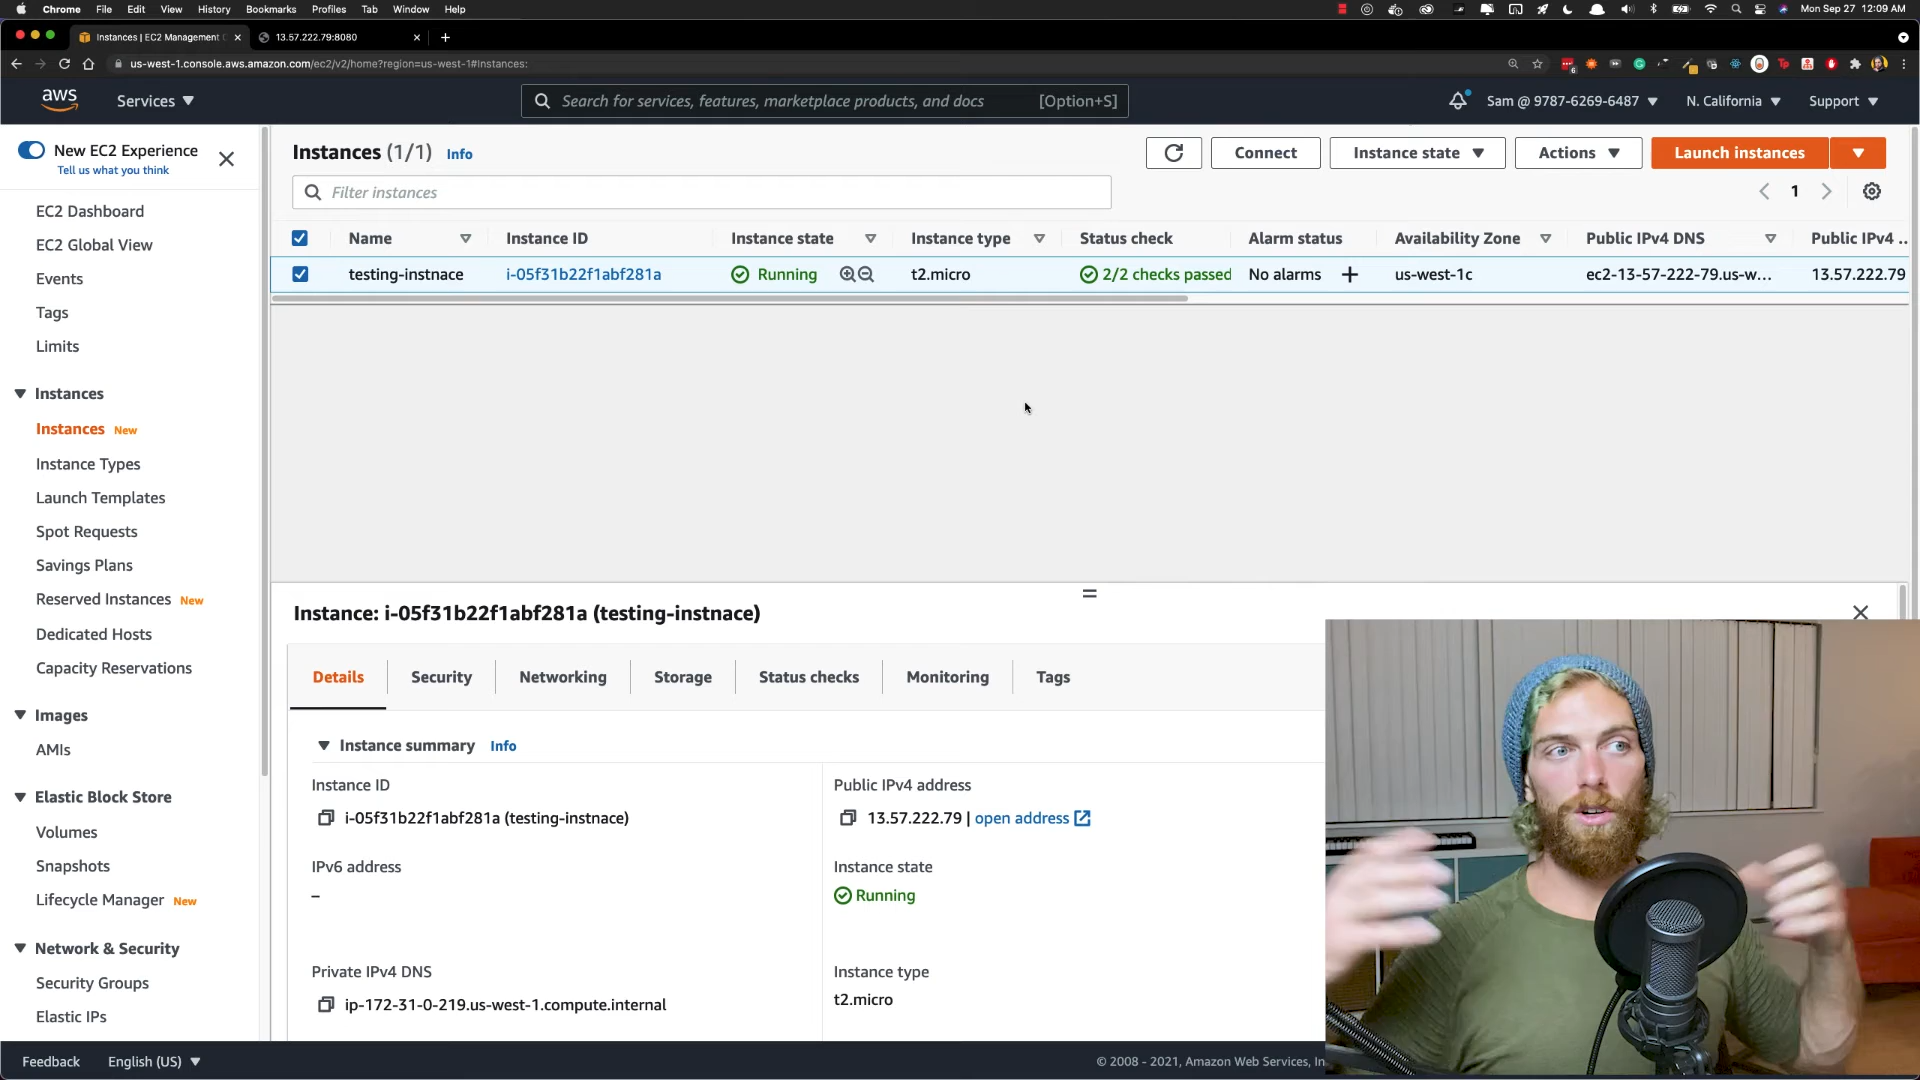 Chrome File Edit View History Bookmarks Profiles Tab Window Help Mon Sep 27 12:09 AM
Instances | EC2 Management 13.57.222.79:8080
us-west-1.console.aws.amazon.com/ec2/v2/home?region=us-west-1#Instances:
aws Services Search for services, features, marketplace products, and docs [Option+S] Sam @ 9787-6269-6487 N. California Support
New EC2 Experience
Tell us what you think
EC2 Dashboard
EC2 Global View
Events
Tags
Limits
Instances
Instances New
Instance Types
Launch Templates
Spot Requests
Savings Plans
Reserved Instances New
Dedicated Hosts
Capacity Reservations
Images
AMIs
Elastic Block Store
Volumes
Snapshots
Lifecycle Manager New
Network & Security
Security Groups
Elastic IPs
Instances (1/1) Info Connect Instance state Actions Launch instances
Filter instances 1
Name Instance ID Instance state Instance type Status check Alarm status Availability Zone Public IPv4 DNS Public IPv4 ..
testing-instnace i-05f31b22f1abf281a Running t2.micro 2/2 checks passed No alarms + us-west-1c ec2-13-57-222-79.us-w... 13.57.222.79
Instance: i-05f31b22f1abf281a (testing-instnace)
Details Security Networking Storage Status checks Monitoring Tags
Instance summary Info
Instance ID
i-05f31b22f1abf281a (testing-instnace)
Public IPv4 address
13.57.222.79 | open address
IPv6 address
–
Instance state
Running
Private IPv4 DNS
ip-172-31-0-219.us-west-1.compute.internal
Instance type
t2.micro
Feedback English (US) © 2008 - 2021, Amazon Web Services, In